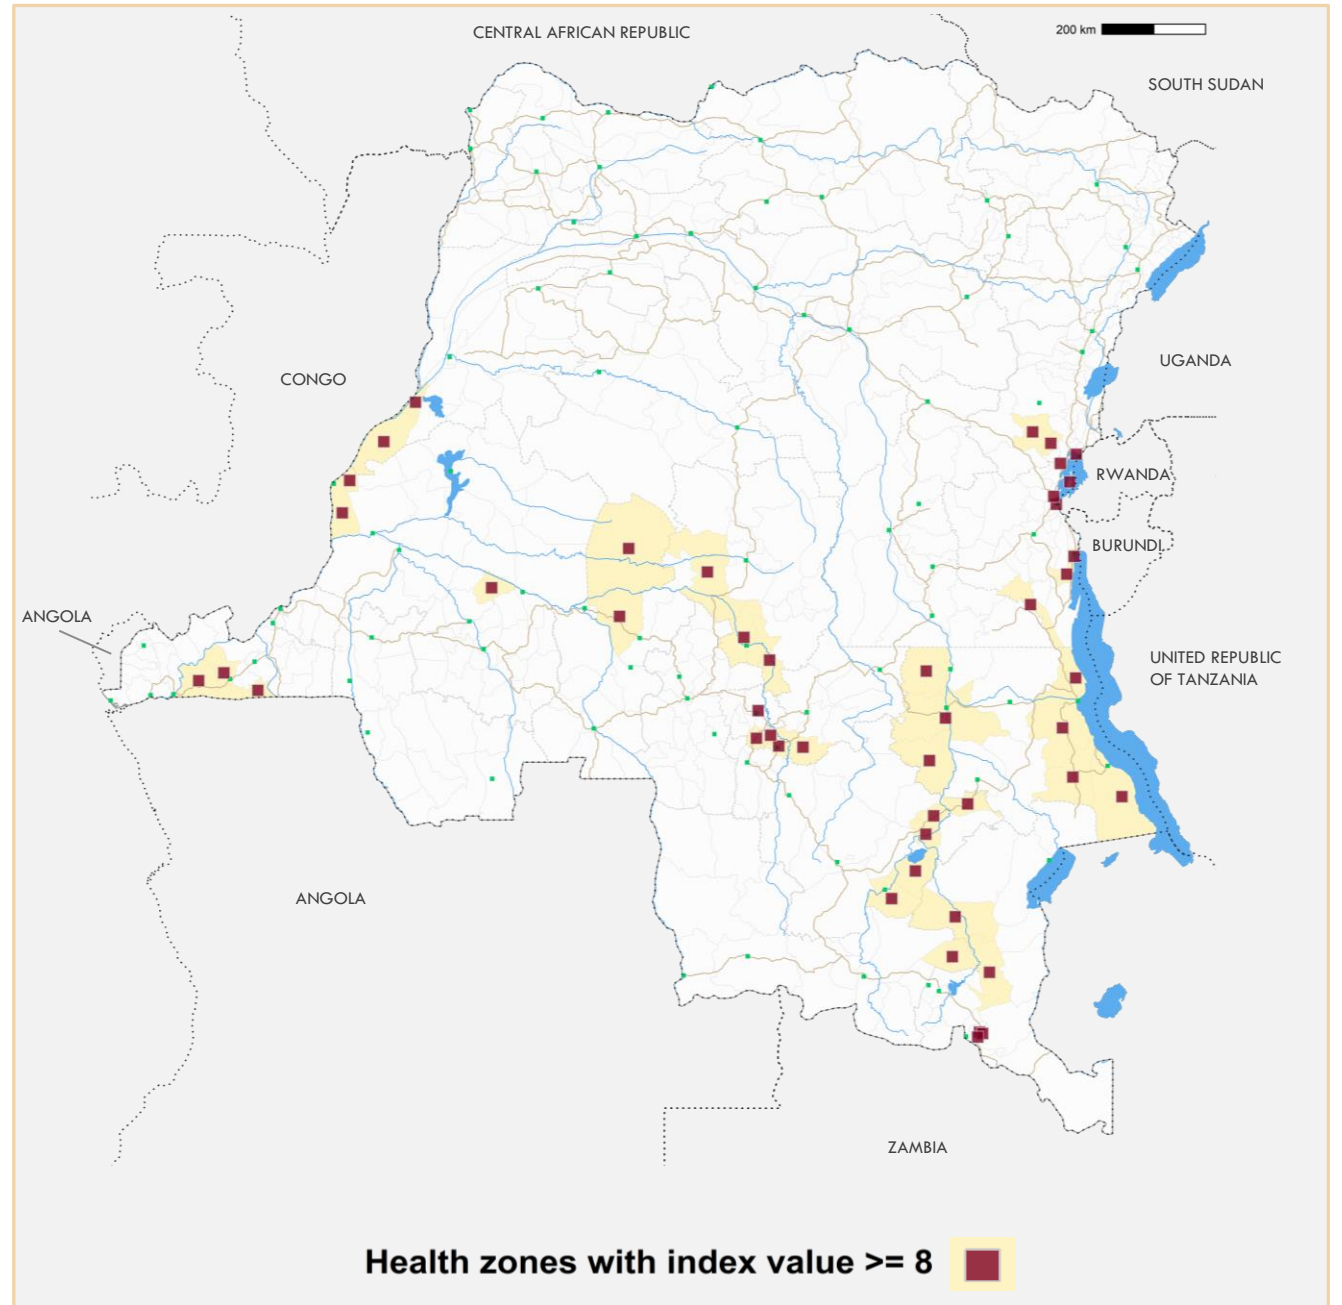 CENTRAL AFRICAN REPUBLIC
200 km
SOUTH SUDAN
UGANDA
CONGO
RWANDA
BURUNDI
ANGOLA
UNITED REPUBLIC
OF TANZANIA
ANGOLA
ZAMBIA
Health zones with index value >= 8